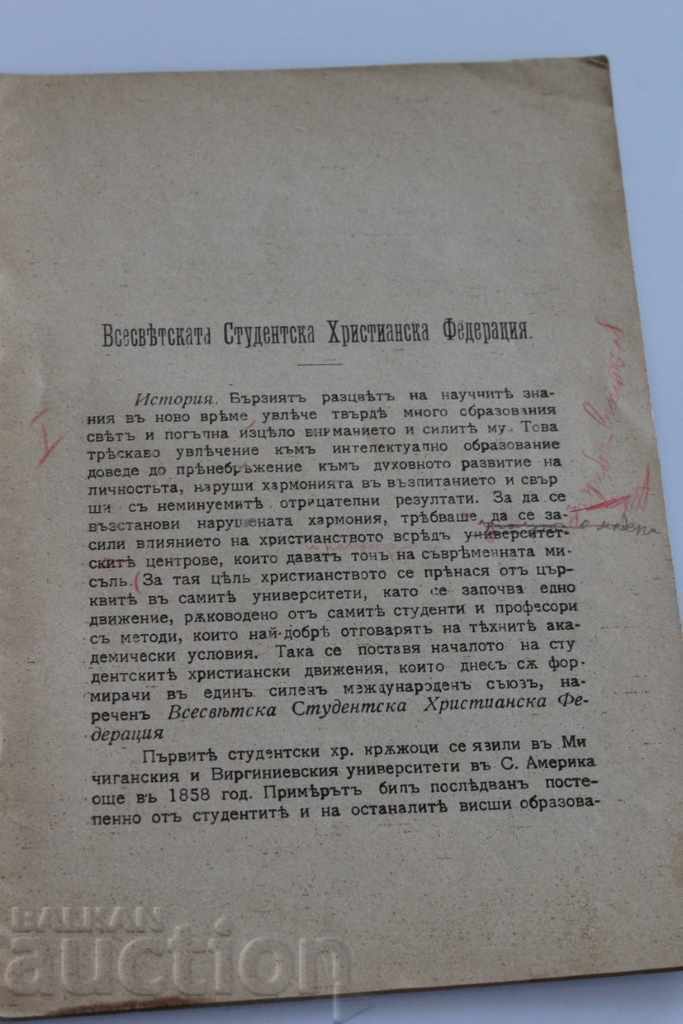 Всесвѣтската Студентска Христианска Федерация.
История. Бързиятъ разцвѣтъ на научнитѣ зна-
ния въ ново врѣме увлѣче твърдѣ много образования
свѣтъ и погълна изцѣло вниманието и силитѣ му. Това
трѣскаво увлѣчение къмъ интелектуално образование
доведе до прѣнебрѣжение къмъ духовното развитие на
личностьта, наруши хармонията въ възпитанието и свър
ши съ неминуемитѣ отрицателни резултати. За да се
възстанови нарушената хармония, трѣбваше да се за-
сили влиянието на християнството всрѣдъ университет-
скитѣ центрове, които даватъ тонъ на съврѣменната ми-
съль. (За тая цѣль християнството се прѣнася отъ цър-
квитѣ въ самитѣ университети, като се започва едно
движение, рѫководено отъ самитѣ студенти и професори
съ методи, които най-добрѣ отговарятъ на тѣхнитѣ ака-
демически условия. Така се поставя началото на сту
дентскитѣ християнски движения, които днесъ сѫ фор-
мирачи въ единъ силенъ международенъ съюзъ, на-
реченъ Всесвѣтска Студентска Христианска Фе-
дерация
Първитѣ студентски хр. крѫжоци се явили въ Ми
чиганския и Виргиниевския университети въ С. Америка
още въ 1858 год. Примѣрътъ билъ послѣдванъ посте-
пенно отъ студентитѣ и на останалитѣ висши образова-
BALKAN
auction